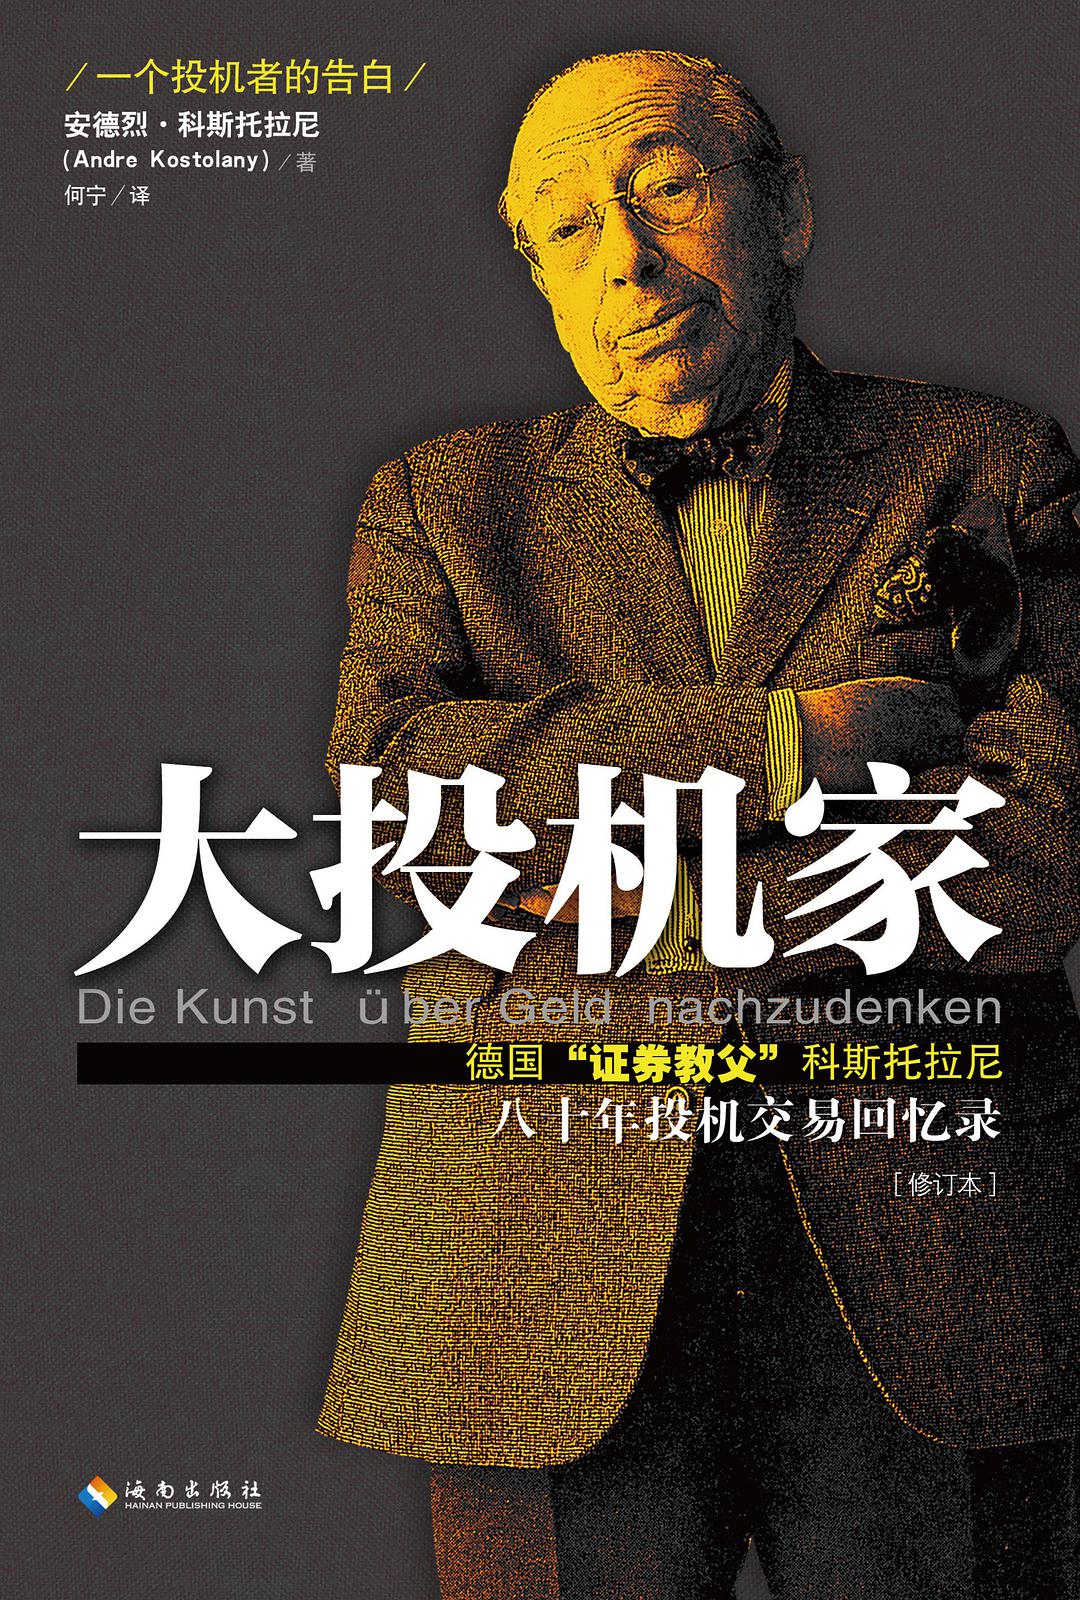 / 一个投机者的告白 /
安德烈·科斯托拉尼
(Andre Kostolany) / 著
何宁 / 译
大投机家
Die Kunst ü ber Geld nachzudenken
德国“证券教父”科斯托拉尼
八十年投机交易回忆录
[修订本]
海南出版社
HAINAN PUBLISHING HOUSE